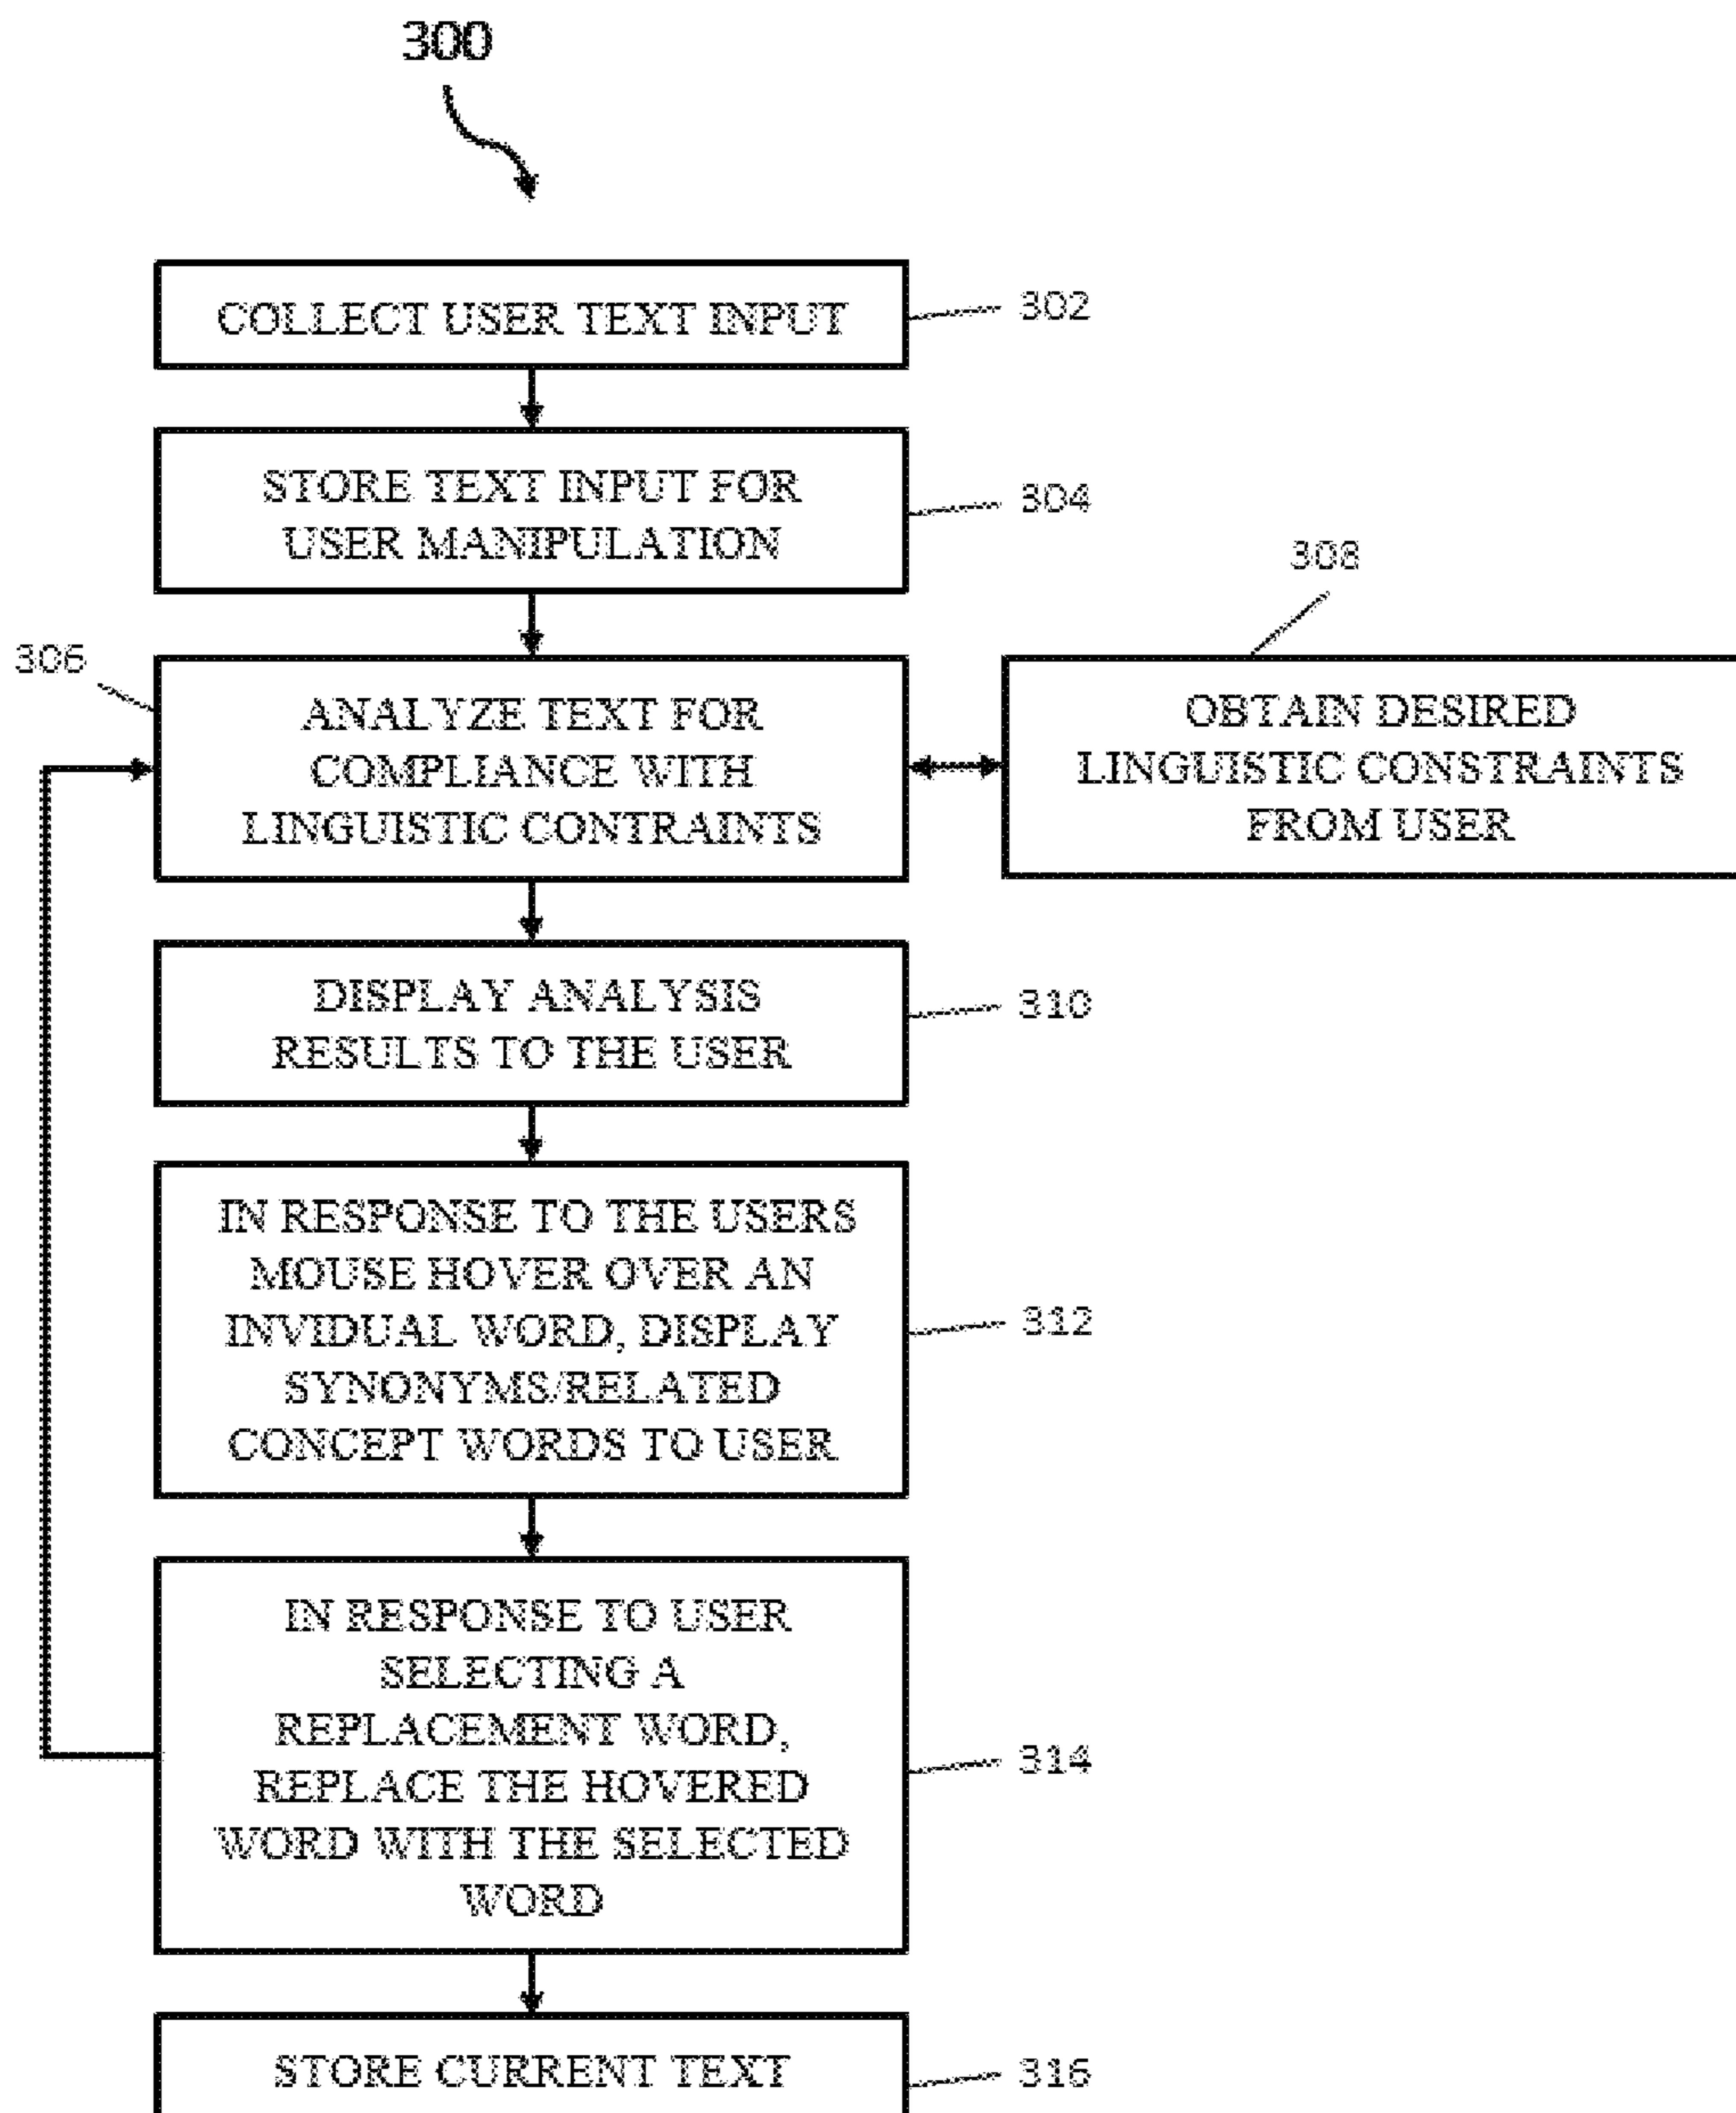 300
COLLECT USER TEXT INPUT
302
STORE TEXT INPUT FOR
USER MANIPULATION
304
306
ANALYZE TEXT FOR
COMPLIANCE WITH
LINGUISTIC CONTRAINTS
308
OBTAIN DESIRED
LINGUISTIC CONSTRAINTS
FROM USER
DISPLAY ANALYSIS
RESULTS TO THE USER
310
IN RESPONSE TO THE USERS
MOUSE HOVER OVER AN
INVIDUAL WORD, DISPLAY
SYNONYMS/RELATED
CONCEPT WORDS TO USER
312
IN RESPONSE TO USER
SELECTING A
REPLACEMENT WORD,
REPLACE THE HOVERED
WORD WITH THE SELECTED
WORD
314
STORE CURRENT TEXT
316